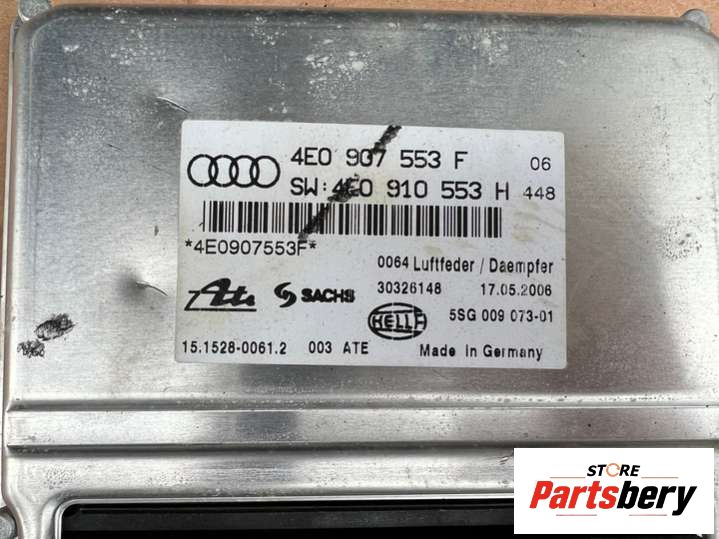 4E0 907 553 F 06
SW: 4E0 910 553 H 448
*4E0907553F*
0064 Luftfeder / Daempfer
30326148 17.05.2006
Ate SACHS HELLA 5SG 009 073-01
15.1528-0061.2 003 ATE Made in Germany
STORE
Partsbery